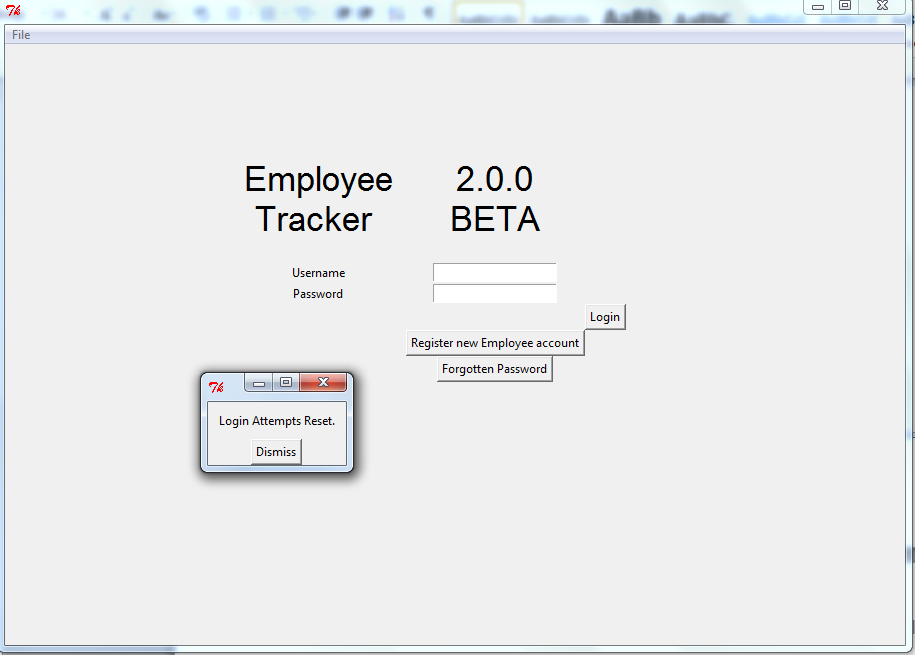 File
Employee Tracker
2.0.0 BETA
Username
Password
Login
Register new Employee account
Forgotten Password
Login Attempts Reset.
Dismiss